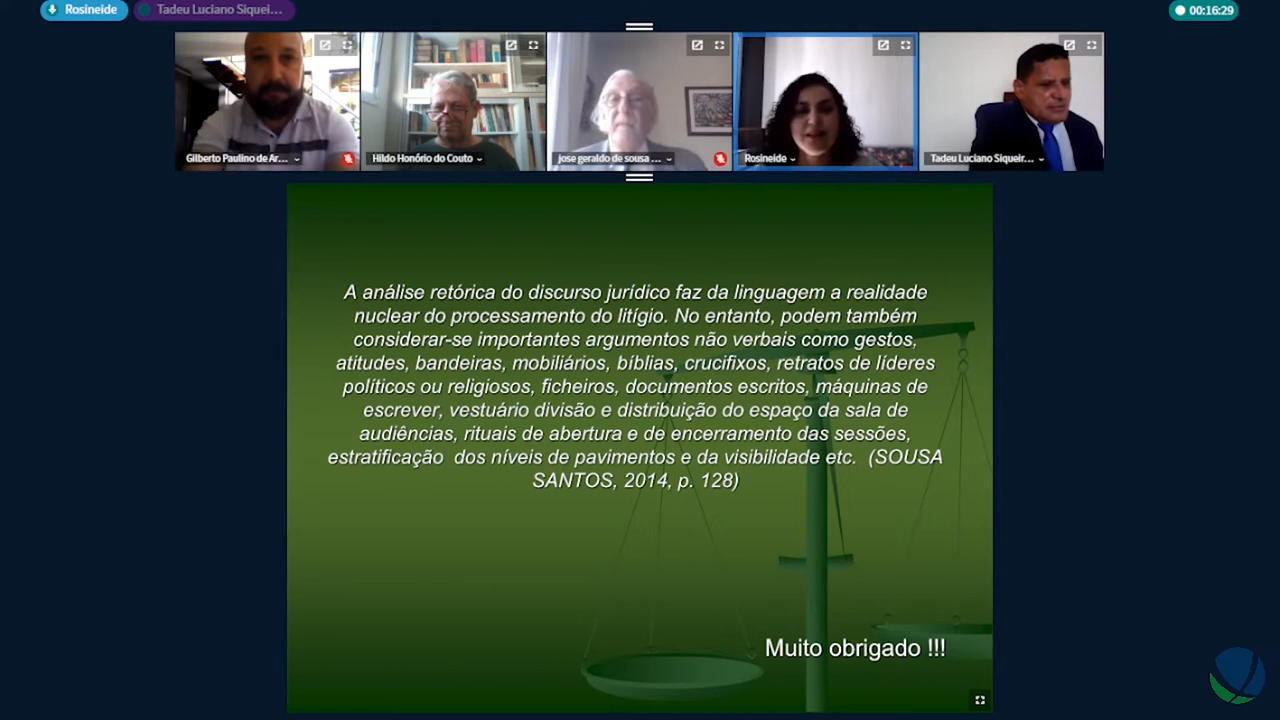 Rosineide
Tadeu Luciano Siquei...
00:16:29
Gilberto Paulino de Ar...
Hildo Honório do Couto
jose geraldo de sousa ...
Rosineide
Tadeu Luciano Siqueir...
A análise retórica do discurso jurídico faz da linguagem a realidade
nuclear do processamento do litígio. No entanto, podem também
considerar-se importantes argumentos não verbais como gestos,
atitudes, bandeiras, mobiliários, bíblias, crucifixos, retratos de líderes
políticos ou religiosos, ficheiros, documentos escritos, máquinas de
escrever, vestuário divisão e distribuição do espaço da sala de
audiências, rituais de abertura e de encerramento das sessões,
estratificação dos níveis de pavimentos e da visibilidade etc. (SOUSA
SANTOS, 2014, p. 128)
Muito obrigado !!!